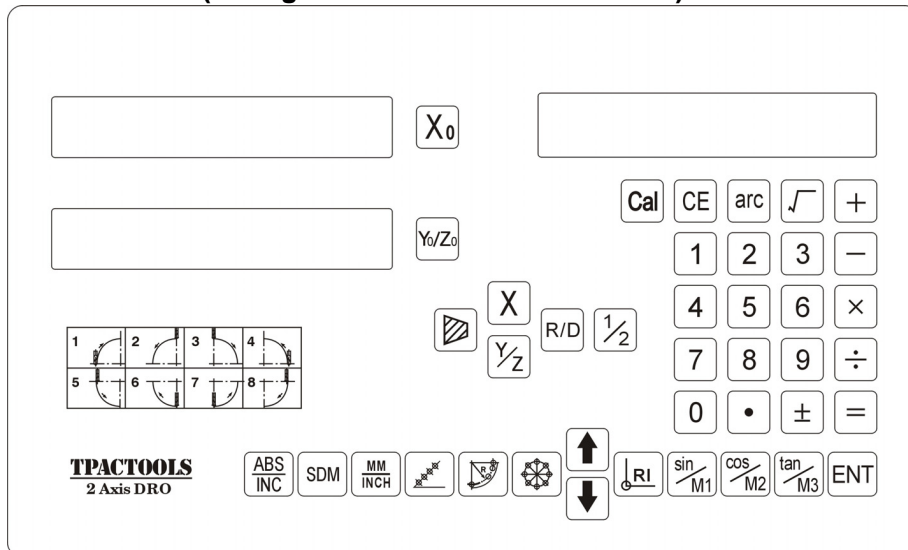 X0
Y0/Z0
Cal CE arc √ +
1 2 3 −
X
4 5 6 ×
R/D 1/2
Y/Z
7 8 9 ÷
0 • ± =
1 2 3 4
5 6 7 8
TPACTOOLS
2 Axis DRO
ABS/INC SDM MM/INCH R RI sin/M1 cos/M2 tan/M3 ENT